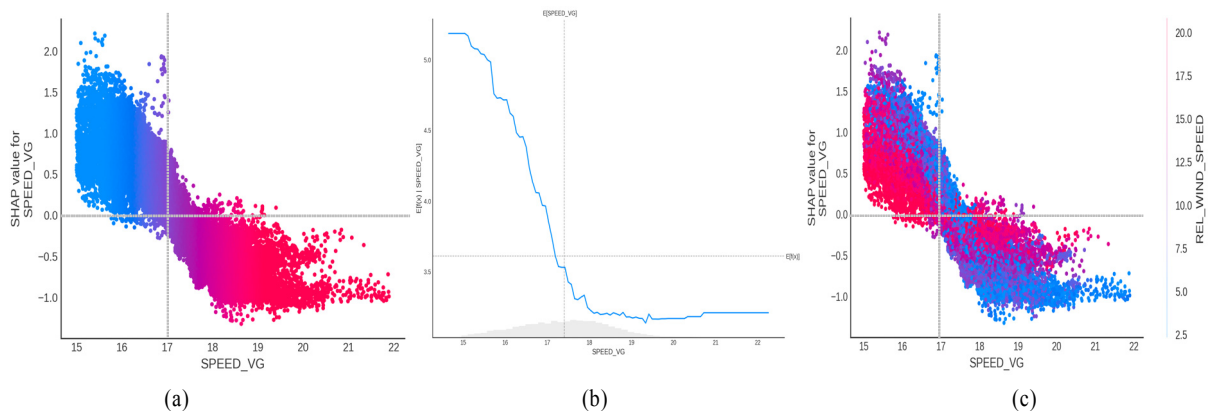 2.0
1.5
1.0
0.5
0.0
−0.5
−1.0
SHAP value for
SPEED_VG
15 16 17 18 19 20 21 22
SPEED_VG
(a)
E[SPEED_VG]
5.0
4.5
4.0
3.5
E[f(x) | SPEED_VG]
E[f(x)]
15 16 17 18 19 20 21 22
SPEED_VG
(b)
2.0
1.5
1.0
0.5
0.0
−0.5
−1.0
SHAP value for
SPEED_VG
15 16 17 18 19 20 21 22
SPEED_VG
20.0
17.5
15.0
12.5
10.0
7.5
5.0
2.5
REL_WIND_SPEED
(c)